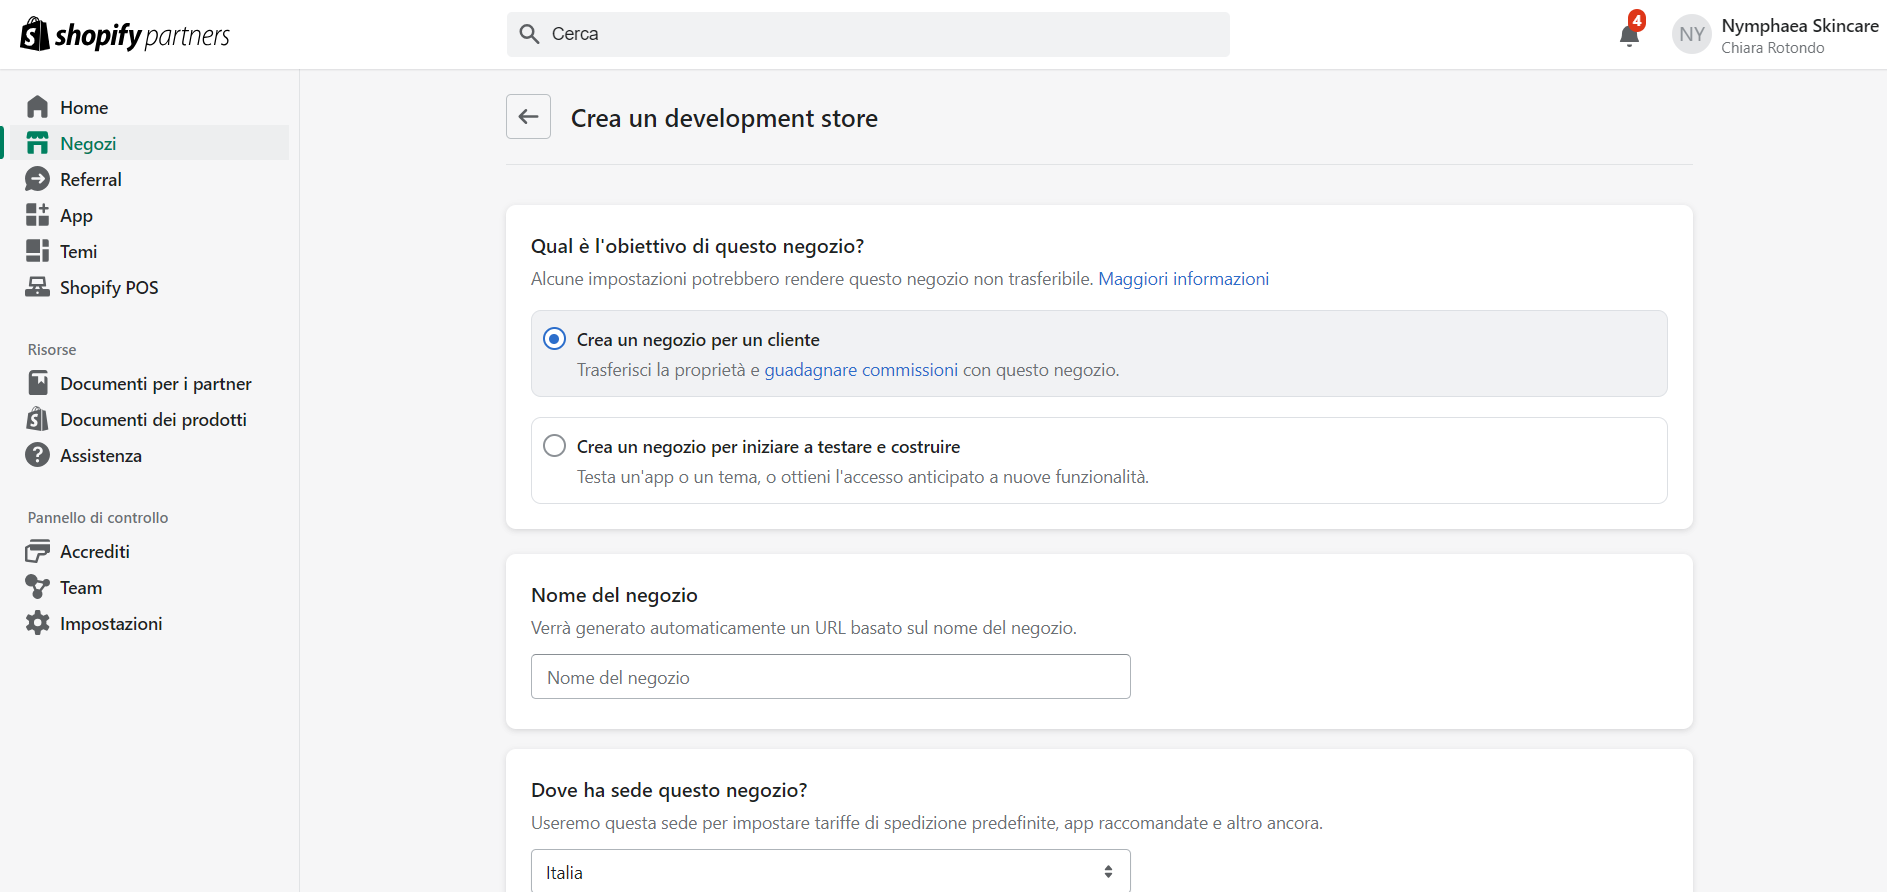 shopify partners
Cerca
4
NY
Nymphaea Skincare
Chiara Rotondo
Home
Negozi
Referral
App
Temi
Shopify POS
Risorse
Documenti per i partner
Documenti dei prodotti
Assistenza
Pannello di controllo
Accrediti
Team
Impostazioni
Crea un development store
Qual è l'obiettivo di questo negozio?
Alcune impostazioni potrebbero rendere questo negozio non trasferibile. Maggiori informazioni
Crea un negozio per un cliente
Trasferisci la proprietà e guadagnare commissioni con questo negozio.
Crea un negozio per iniziare a testare e costruire
Testa un'app o un tema, o ottieni l'accesso anticipato a nuove funzionalità.
Nome del negozio
Verrà generato automaticamente un URL basato sul nome del negozio.
Nome del negozio
Dove ha sede questo negozio?
Useremo questa sede per impostare tariffe di spedizione predefinite, app raccomandate e altro ancora.
Italia